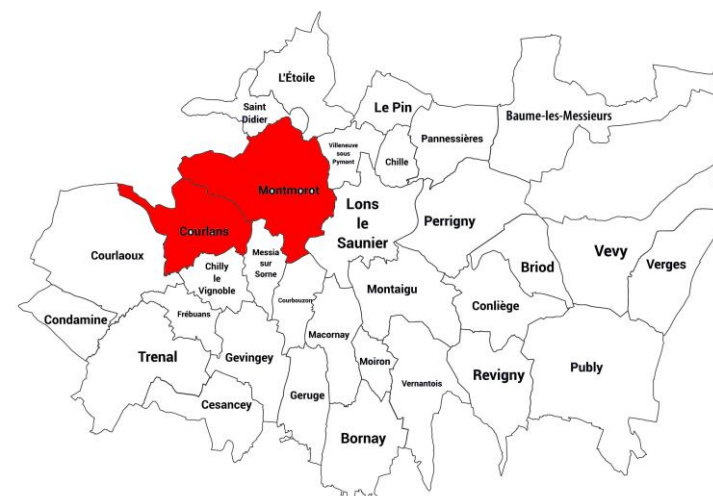 L'Étoile
Saint
Didier
Le Pin
Baume-les-Messieurs
Pannessières
Villeneuve
sous
Pymont
Chille
Montmorot
Lons
le
Saunier
Perrigny
Courlans
Courlaoux
Messia
sur
Sorne
Chilly
le
Vignoble
Briod
Vevy
Verges
Montaigu
Conliège
Courbouzon
Condamine
Frébuans
Macornay
Trenal
Gevingey
Moiron
Vernantois
Revigny
Publy
Cesancey
Geruge
Bornay